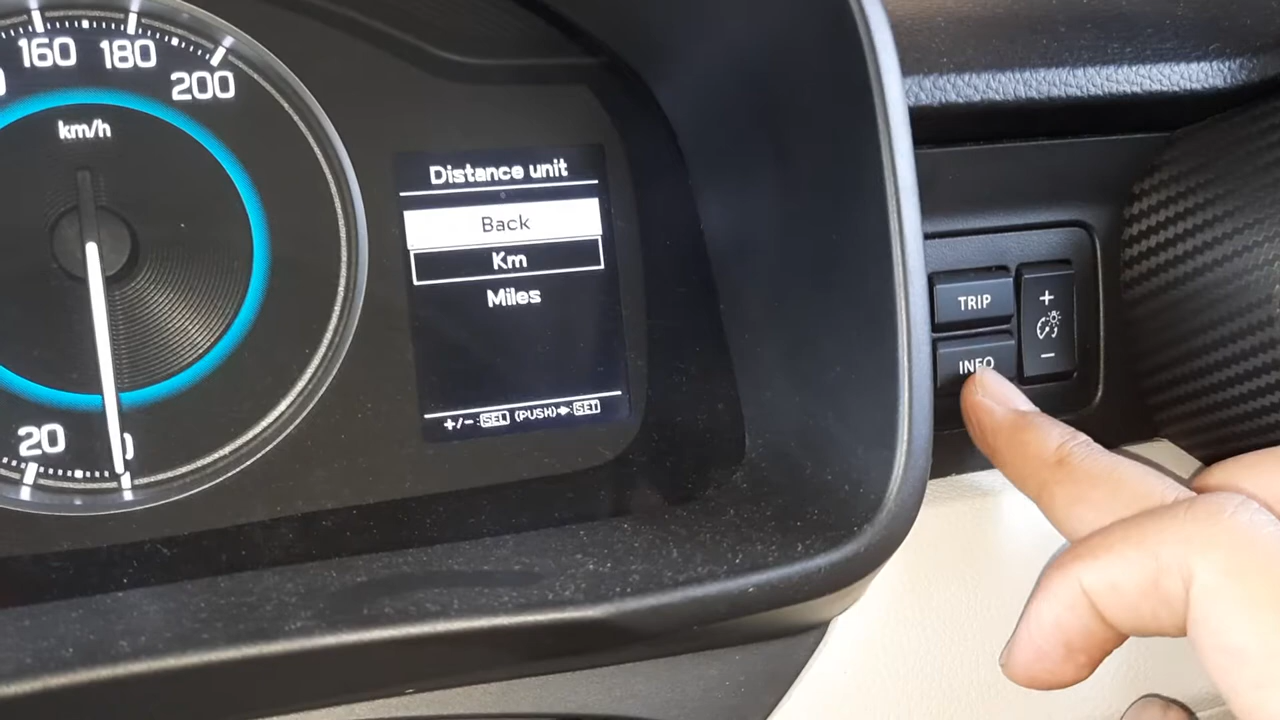 160
180
200
km/h
20
Distance unit
Back
Km
Miles
+/-:SEL (PUSH)➔:SET
TRIP
INFO
+
-